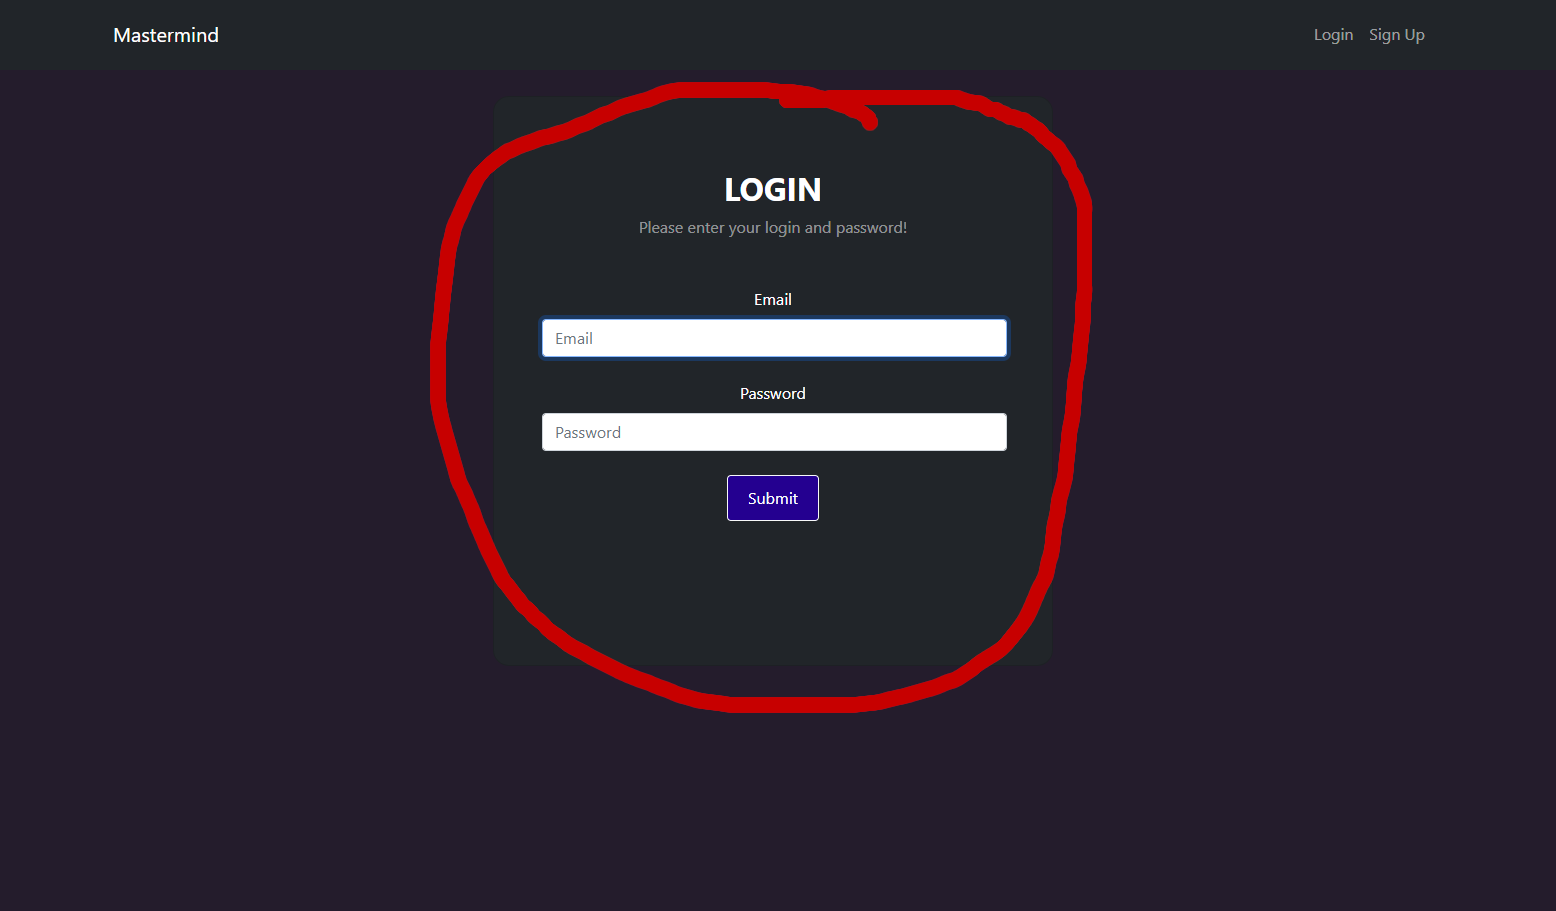 Mastermind
Login Sign Up
LOGIN
Please enter your login and password!
Email
Email
Password
Password
Submit